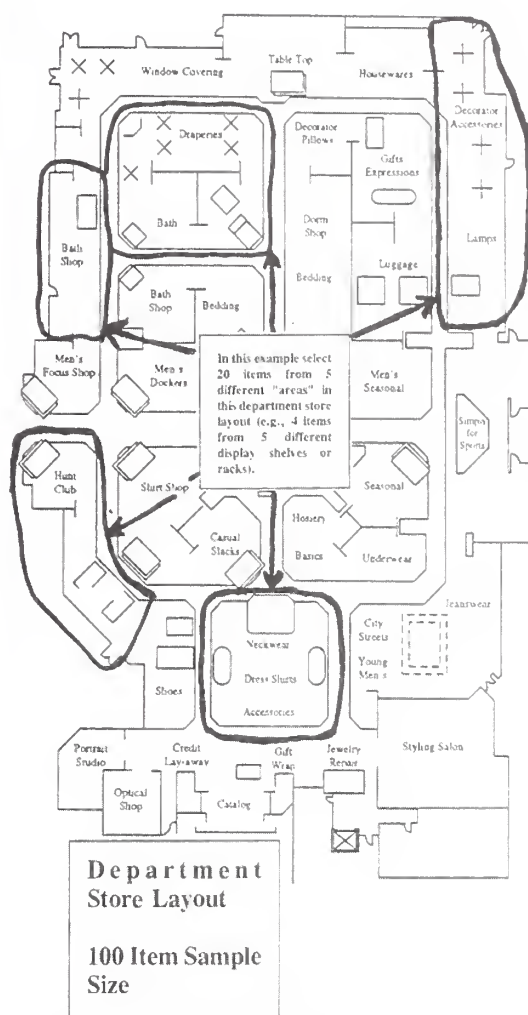 Window Covering
Table Top
Housewares
Decorator
Accessories
Draperies
Decorator
Pillows
Gifts
Expressions
Bath
Dorm
Shop
Lamps
Bath
Shop
Bedding
Luggage
Bath
Shop
Bedding
Men's
Focus Shop
Men's
Dockers
In this example select
20 items from 5
different "areas" in
this department store
layout (e.g., 4 items
from 5 different
display shelves or
racks).
Men's
Seasonal
Shop
for
Sports
Hunt
Club
Shirt Shop
Seasonal
Casual
Slacks
Hosiery
Basics
Underwear
Jeanswear
City
Streets
Young
Men's
Neckwear
Dress Shirts
Accessories
Shoes
Portrait
Studio
Credit
Lay-away
Gift
Wrap
Jewelry
Repair
Styling Salon
Optical
Shop
Catalog
Department
Store Layout
100 Item Sample
Size